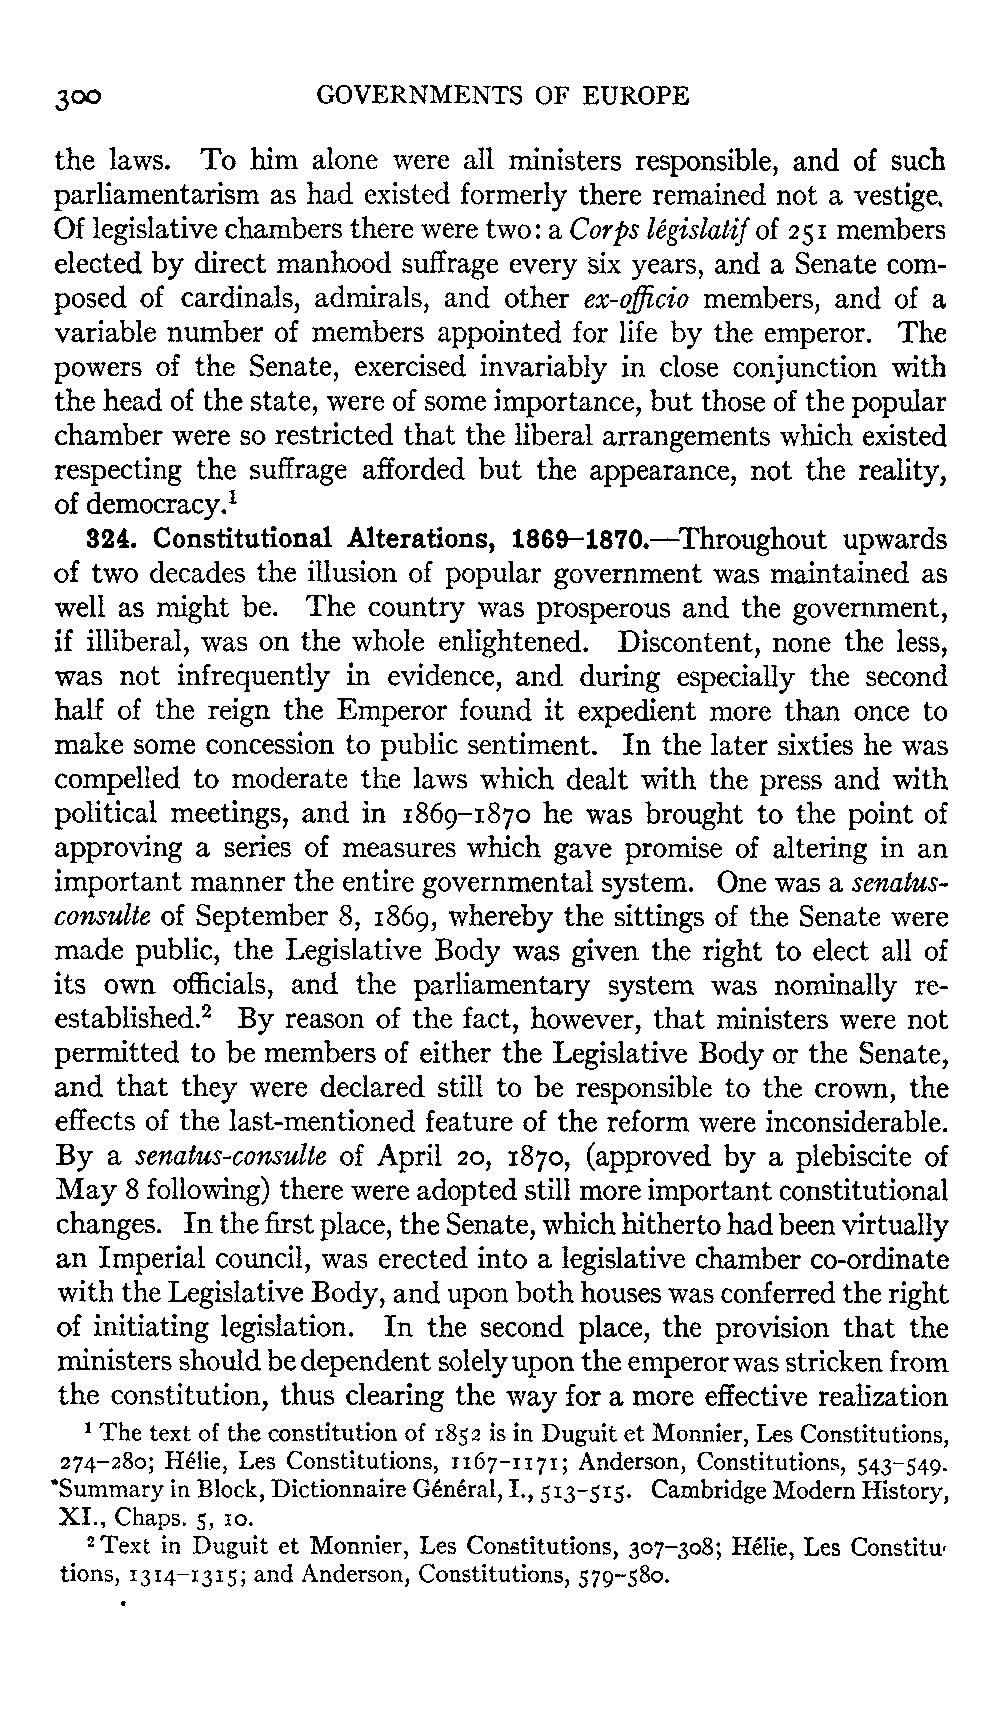 300 GOVERNMENTS OF EUROPE
the laws. To him alone were all ministers responsible, and of such
parliamentarism as had existed formerly there remained not a vestige.
Of legislative chambers there were two: a Corps législatif of 251 members
elected by direct manhood suffrage every six years, and a Senate com-
posed of cardinals, admirals, and other ex-officio members, and of a
variable number of members appointed for life by the emperor. The
powers of the Senate, exercised invariably in close conjunction with
the head of the state, were of some importance, but those of the popular
chamber were so restricted that the liberal arrangements which existed
respecting the suffrage afforded but the appearance, not the reality,
of democracy.¹
324. Constitutional Alterations, 1869–1870.—Throughout upwards
of two decades the illusion of popular government was maintained as
well as might be. The country was prosperous and the government,
if illiberal, was on the whole enlightened. Discontent, none the less,
was not infrequently in evidence, and during especially the second
half of the reign the Emperor found it expedient more than once to
make some concession to public sentiment. In the later sixties he was
compelled to moderate the laws which dealt with the press and with
political meetings, and in 1869–1870 he was brought to the point of
approving a series of measures which gave promise of altering in an
important manner the entire governmental system. One was a senatus-
consulte of September 8, 1869, whereby the sittings of the Senate were
made public, the Legislative Body was given the right to elect all of
its own officials, and the parliamentary system was nominally re-
established.² By reason of the fact, however, that ministers were not
permitted to be members of either the Legislative Body or the Senate,
and that they were declared still to be responsible to the crown, the
effects of the last-mentioned feature of the reform were inconsiderable.
By a senatus-consulte of April 20, 1870, (approved by a plebiscite of
May 8 following) there were adopted still more important constitutional
changes. In the first place, the Senate, which hitherto had been virtually
an Imperial council, was erected into a legislative chamber co-ordinate
with the Legislative Body, and upon both houses was conferred the right
of initiating legislation. In the second place, the provision that the
ministers should be dependent solely upon the emperor was stricken from
the constitution, thus clearing the way for a more effective realization
¹ The text of the constitution of 1852 is in Duguit et Monnier, Les Constitutions,
274–280; Hélie, Les Constitutions, 1167–1171; Anderson, Constitutions, 543–549.
Summary in Block, Dictionnaire Général, I., 513–515. Cambridge Modern History,
XI., Chaps. 5, 10.
² Text in Duguit et Monnier, Les Constitutions, 307–308; Hélie, Les Constitu-
tions, 1314–1315; and Anderson, Constitutions, 579–580.